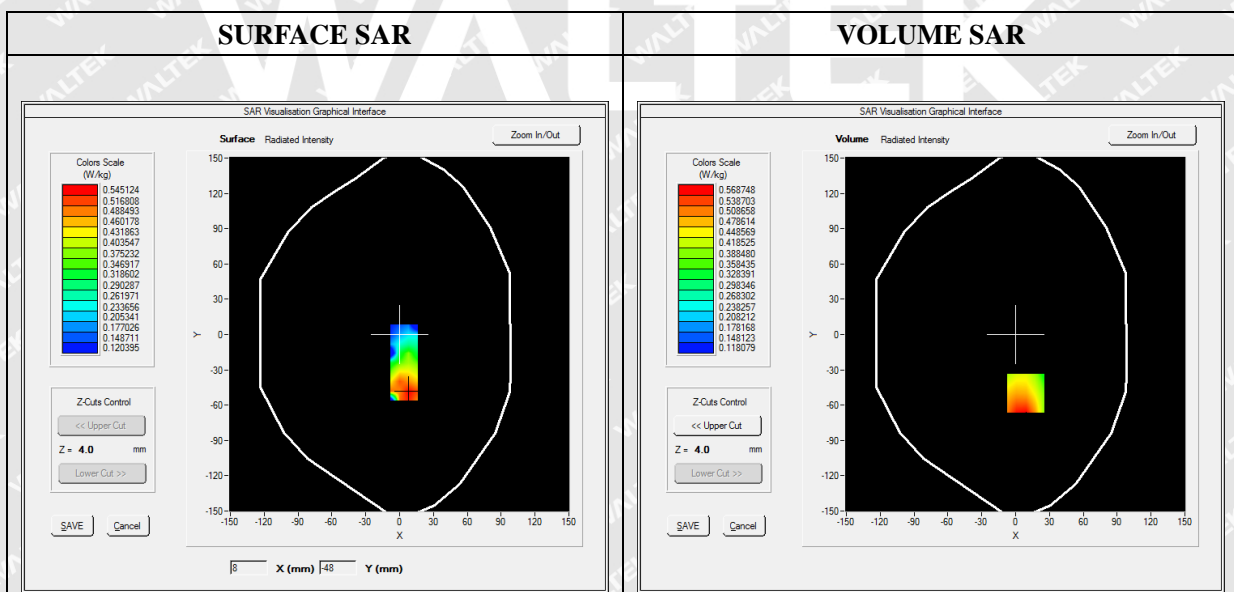 WALTEK
SURFACE SAR
VOLUME SAR
SAR Visualisation Graphical Interface
Surface Radiated Intensity
Zoom In/Out
Colors Scale
(W/kg)
0.545124
0.516808
0.488493
0.460178
0.431863
0.403547
0.375232
0.346917
0.318602
0.290287
0.261971
0.233656
0.205341
0.177026
0.148711
0.120395
150
120
90
60
30
0
-30
-60
-90
-120
-150
Y
-150 -120 -90 -60 -30 0 30 60 90 120 150
X
Z-Cuts Control
<< Upper Cut
Z = 4.0 mm
Lower Cut >>
SAVE Cancel
8 X (mm) -48 Y (mm)
SAR Visualisation Graphical Interface
Volume Radiated Intensity
Zoom In/Out
Colors Scale
(W/kg)
0.568748
0.538703
0.508658
0.478614
0.448569
0.418525
0.388480
0.358435
0.328391
0.298346
0.268302
0.238257
0.208212
0.178168
0.148123
0.118079
150
120
90
60
30
0
-30
-60
-90
-120
-150
Y
-150 -120 -90 -60 -30 0 30 60 90 120 150
X
Z-Cuts Control
<< Upper Cut
Z = 4.0 mm
Lower Cut >>
SAVE Cancel